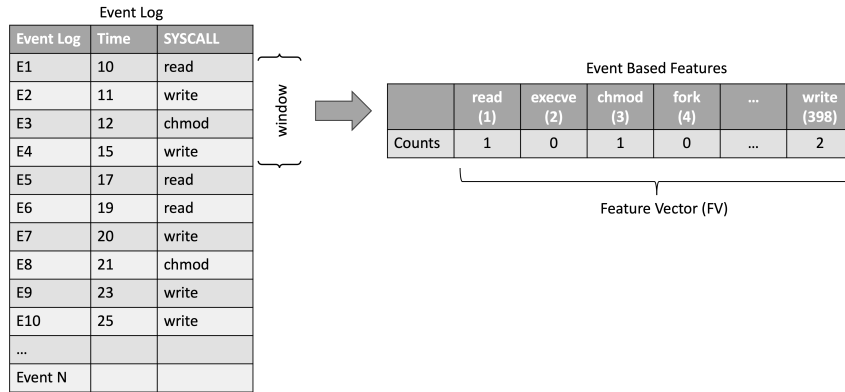 Event Log
Event Log Time SYSCALL
E1 10 read
E2 11 write
E3 12 chmod
E4 15 write
E5 17 read
E6 19 read
E7 20 write
E8 21 chmod
E9 23 write
E10 25 write
...
Event N
window
Event Based Features
read execve chmod fork ... write
(1) (2) (3) (4) (398)
Counts 1 0 1 0 ... 2
Feature Vector (FV)